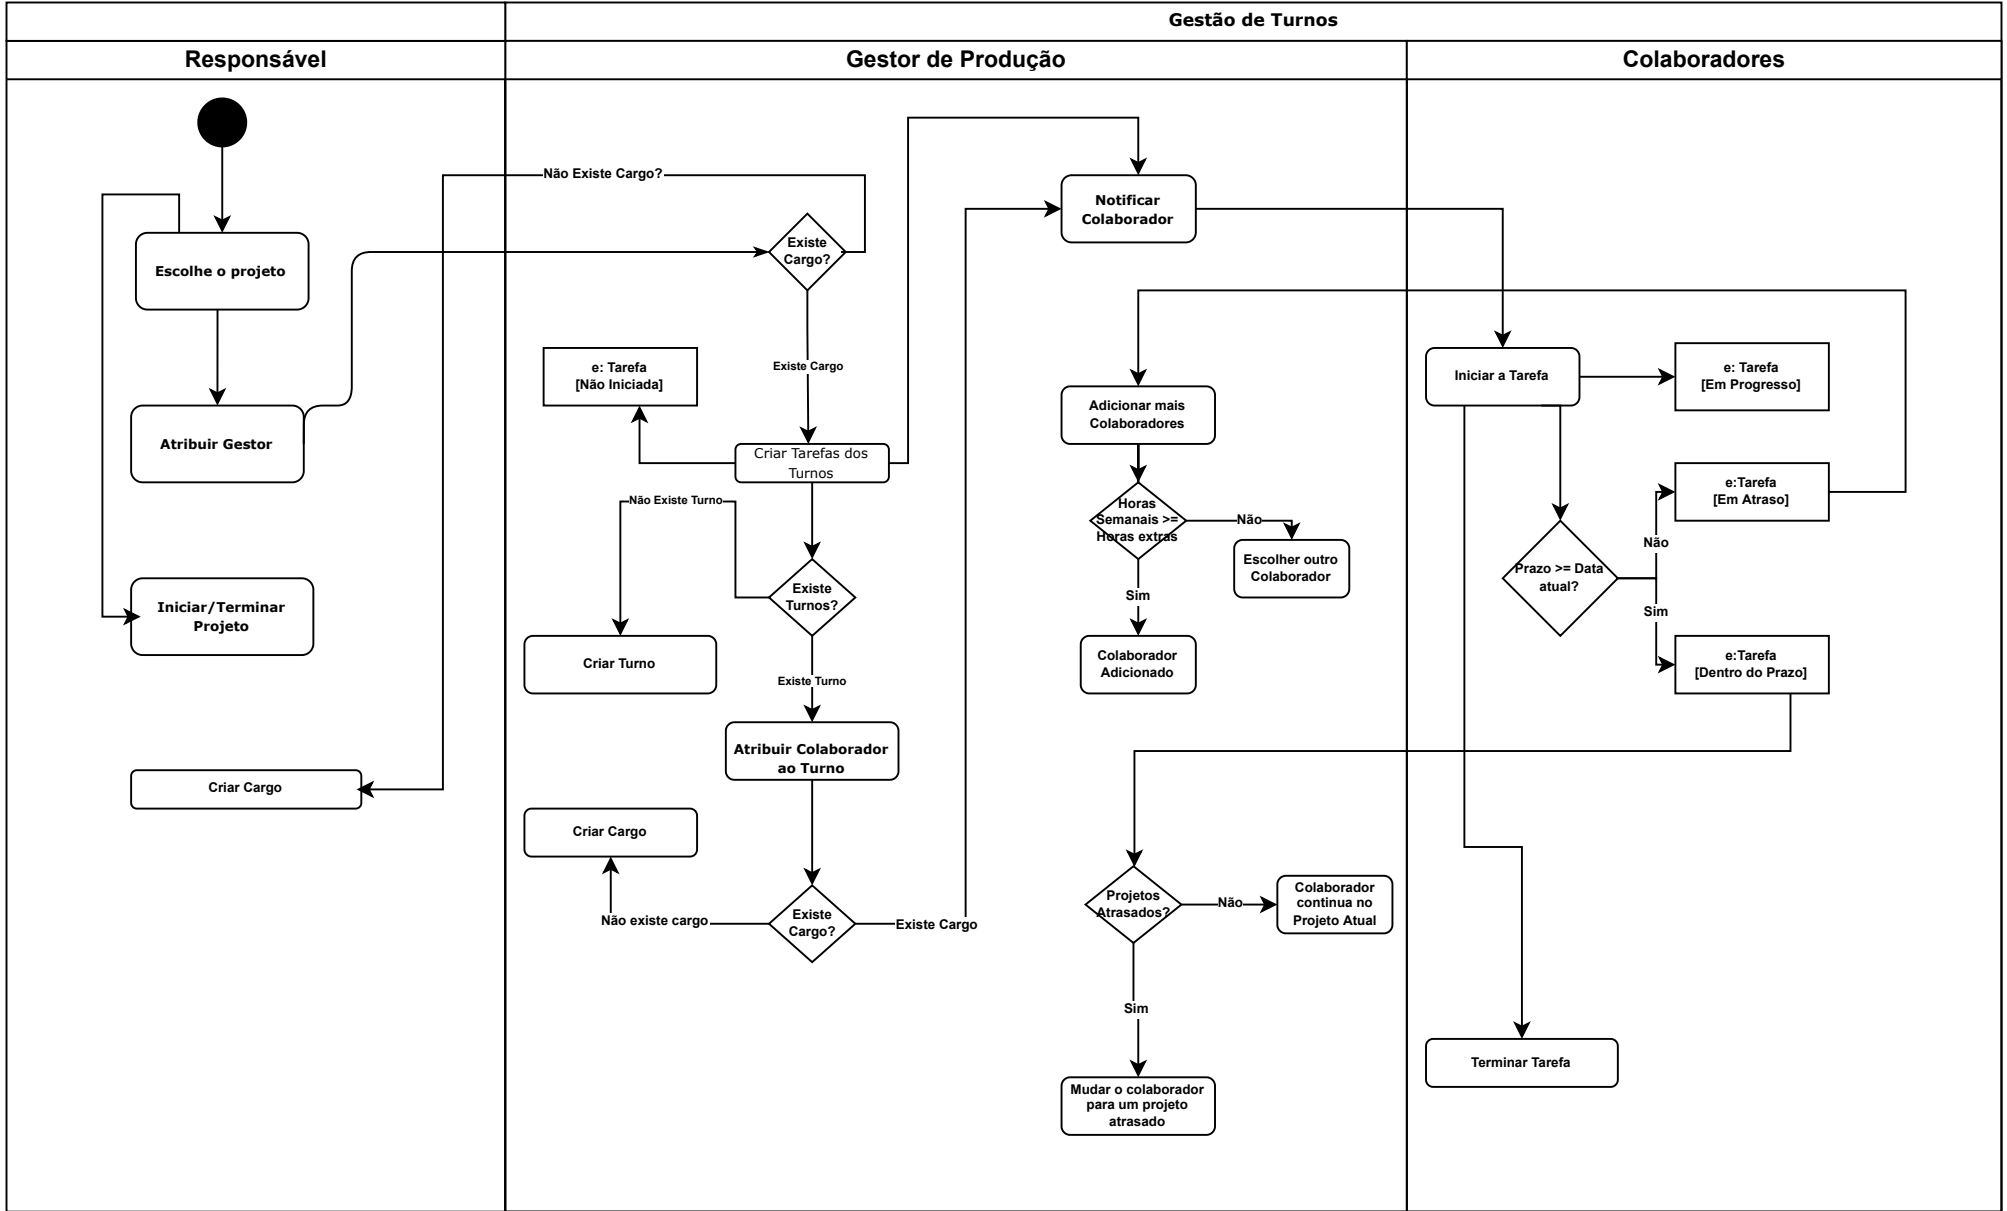 Gestão de Turnos
Responsável
Gestor de Produção
Colaboradores
Escolhe o projeto
Atribuir Gestor
Iniciar/Terminar
Projeto
Criar Cargo
Não Existe Cargo?
Existe
Cargo?
Existe Cargo
e: Tarefa
[Não Iniciada]
Criar Tarefas dos
Turnos
Não Existe Turno
Existe
Turnos?
Criar Turno
Existe Turno
Atribuir Colaborador
ao Turno
Criar Cargo
Não existe cargo
Existe
Cargo?
Existe Cargo
Notificar
Colaborador
Adicionar mais
Colaboradores
Horas
Semanais >=
Horas extras
Não
Escolher outro
Colaborador
Sim
Colaborador
Adicionado
Projetos
Atrasados?
Não
Colaborador
continua no
Projeto Atual
Sim
Mudar o colaborador
para um projeto
atrasado
Iniciar a Tarefa
e: Tarefa
[Em Progresso]
e:Tarefa
[Em Atraso]
Não
Prazo >= Data
atual?
Sim
e:Tarefa
[Dentro do Prazo]
Terminar Tarefa